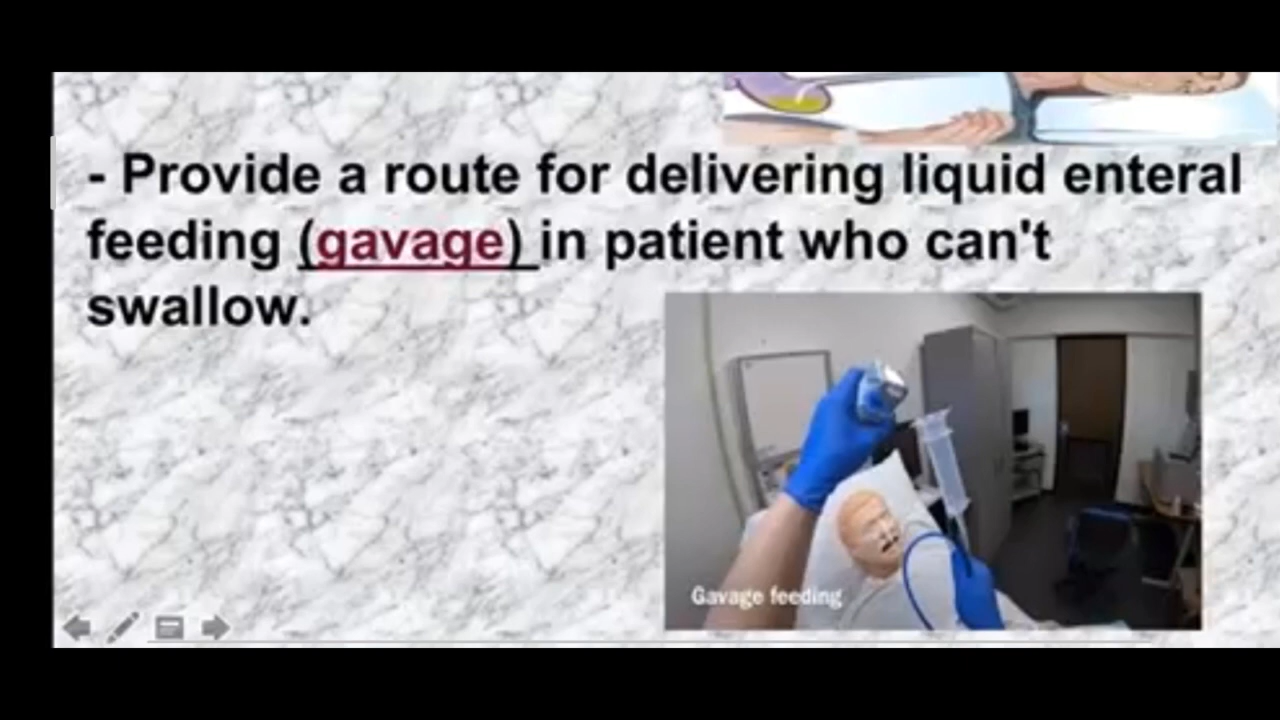 - Provide a route for delivering liquid enteral
feeding (gavage) in patient who can't
swallow.
Gavage feeding